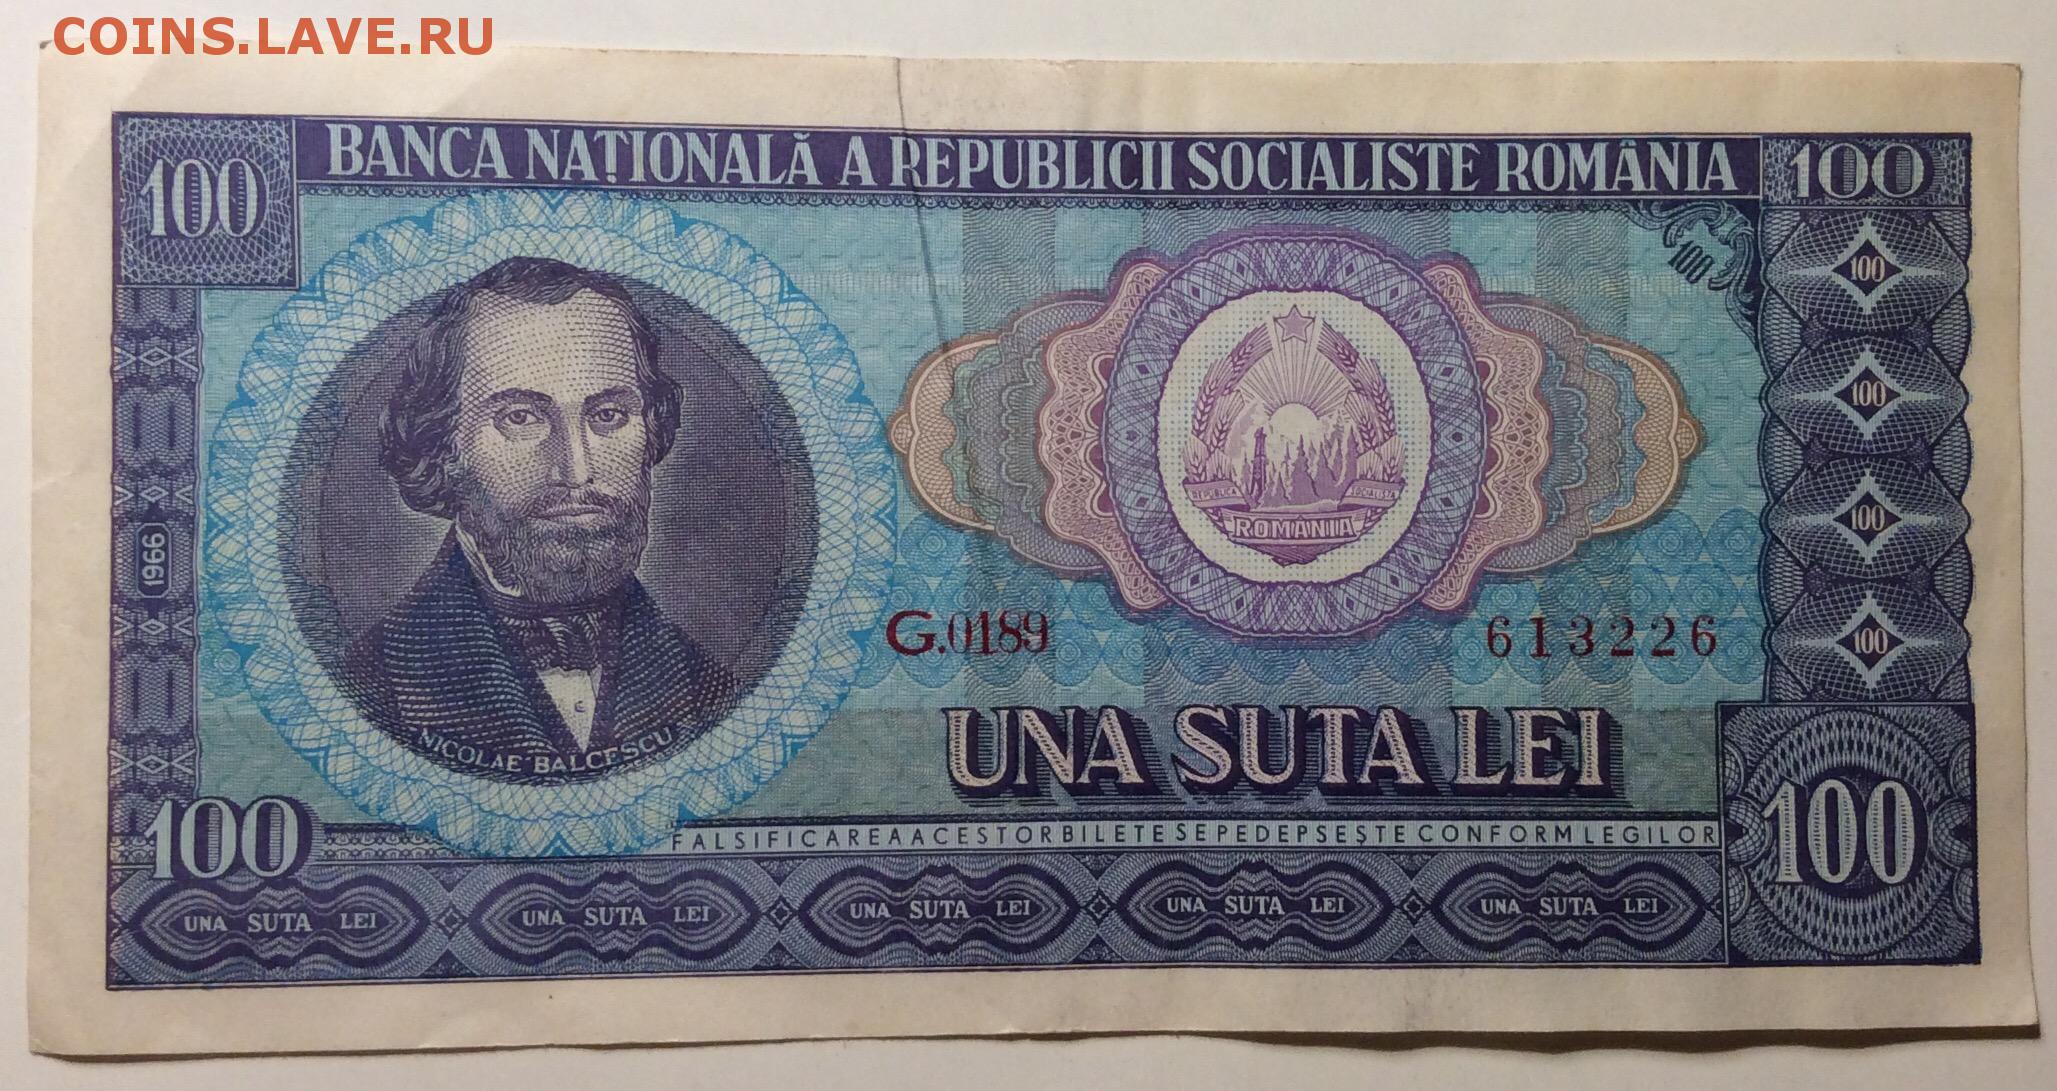 COINS.LAVE.RU
100
BANCA NAȚIONALĂ A REPUBLICII SOCIALISTE ROMÂNIA
100
100
100
1966
100
100
100
REPUBLICA SOCIALISTA
ROMANIA
G.0189
613226
NICOLAE BALCESCU
UNA SUTA LEI
100
100
FALSIFICAREA ACESTOR BILETE SE PEDEPSEȘTE CONFORM LEGILOR
UNA SUTA LEI
UNA SUTA LEI
UNA SUTA LEI
UNA SUTA LEI
UNA SUTA LEI